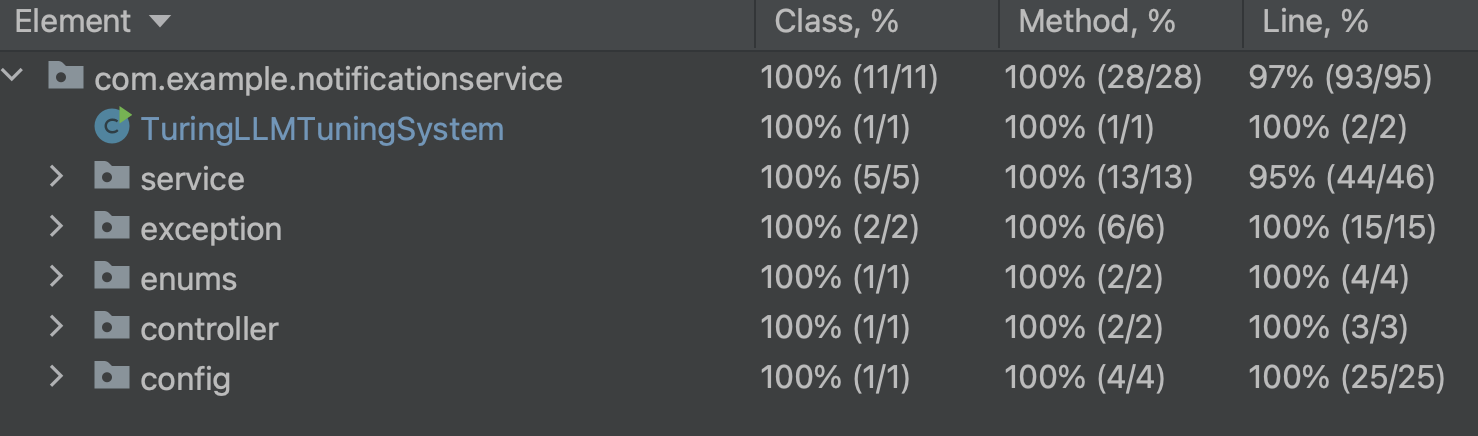 Element Class, % Method, % Line, %
com.example.notificationservice 100% (11/11) 100% (28/28) 97% (93/95)
C TuringLLMTuningSystem 100% (1/1) 100% (1/1) 100% (2/2)
service 100% (5/5) 100% (13/13) 95% (44/46)
exception 100% (2/2) 100% (6/6) 100% (15/15)
enums 100% (1/1) 100% (2/2) 100% (4/4)
controller 100% (1/1) 100% (2/2) 100% (3/3)
config 100% (1/1) 100% (4/4) 100% (25/25)